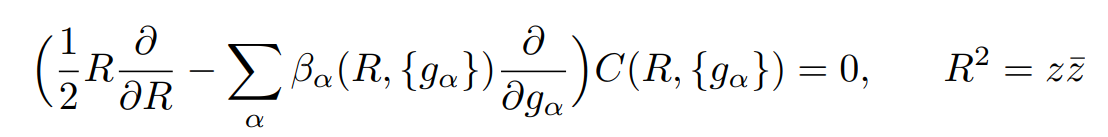 $$\Big(\frac{1}{2}R\frac{\partial}{\partial R} - \sum_{\alpha}\beta_{\alpha}(R,\{g_{\alpha}\})\frac{\partial}{\partial g_{\alpha}}\Big)C(R,\{g_{\alpha}\}) = 0, \qquad R^2 = z\bar{z}$$